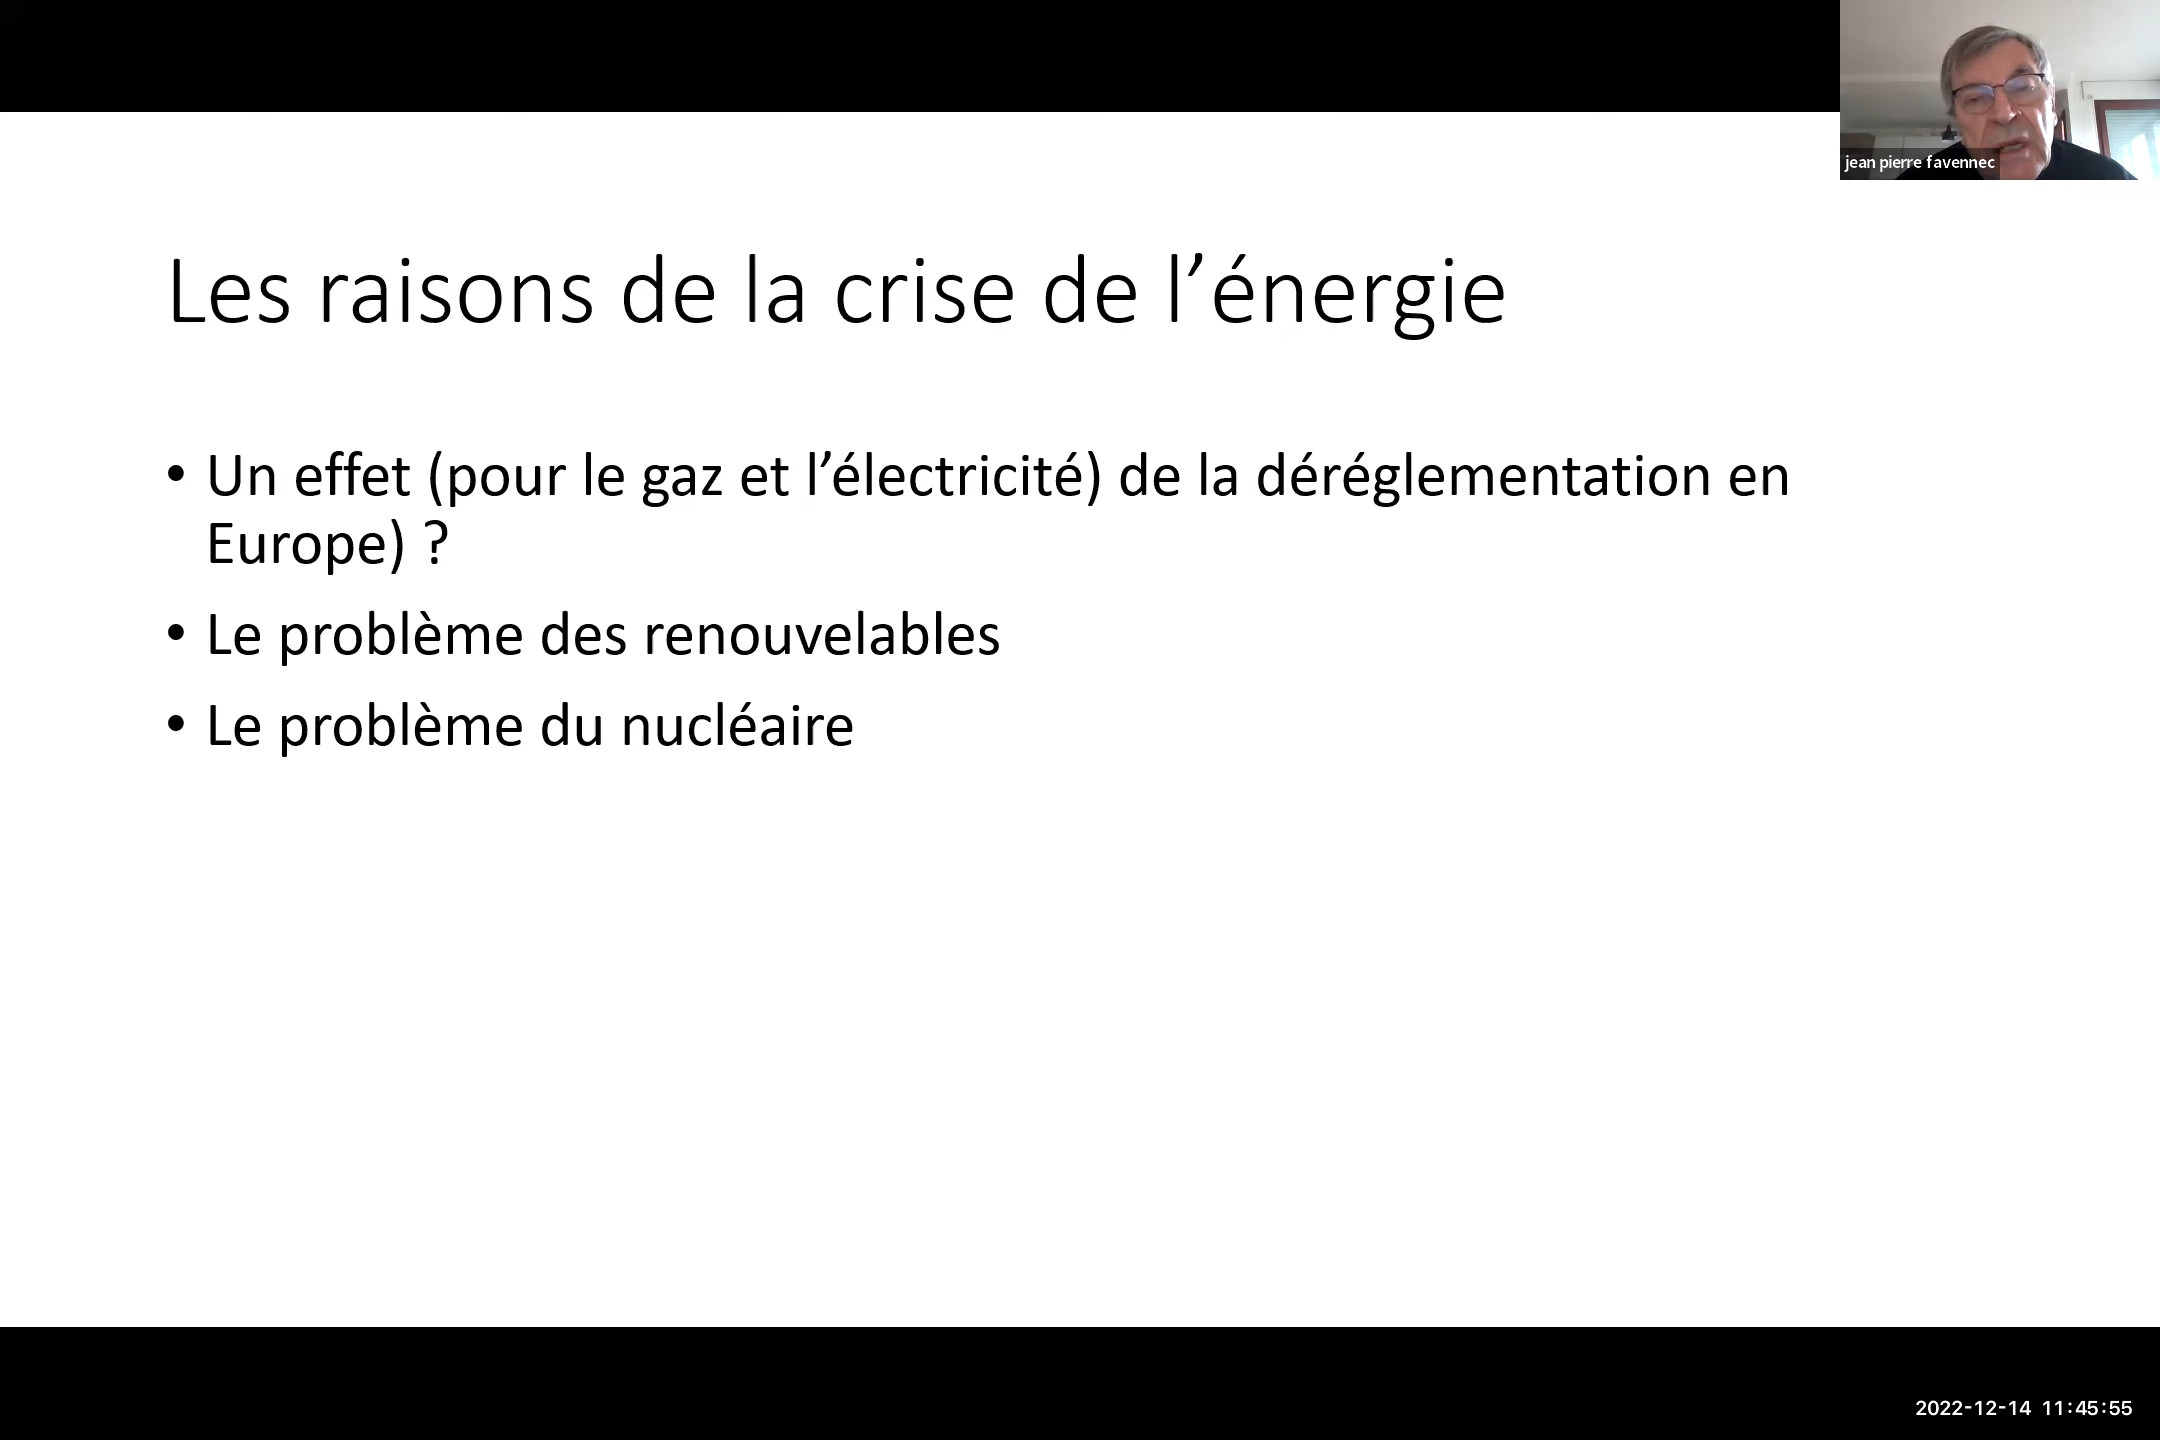 jean pierre favennec
Les raisons de la crise de l’énergie
• Un effet (pour le gaz et l’électricité) de la déréglementation en
Europe) ?
• Le problème des renouvelables
• Le problème du nucléaire
2022-12-14 11:45:55